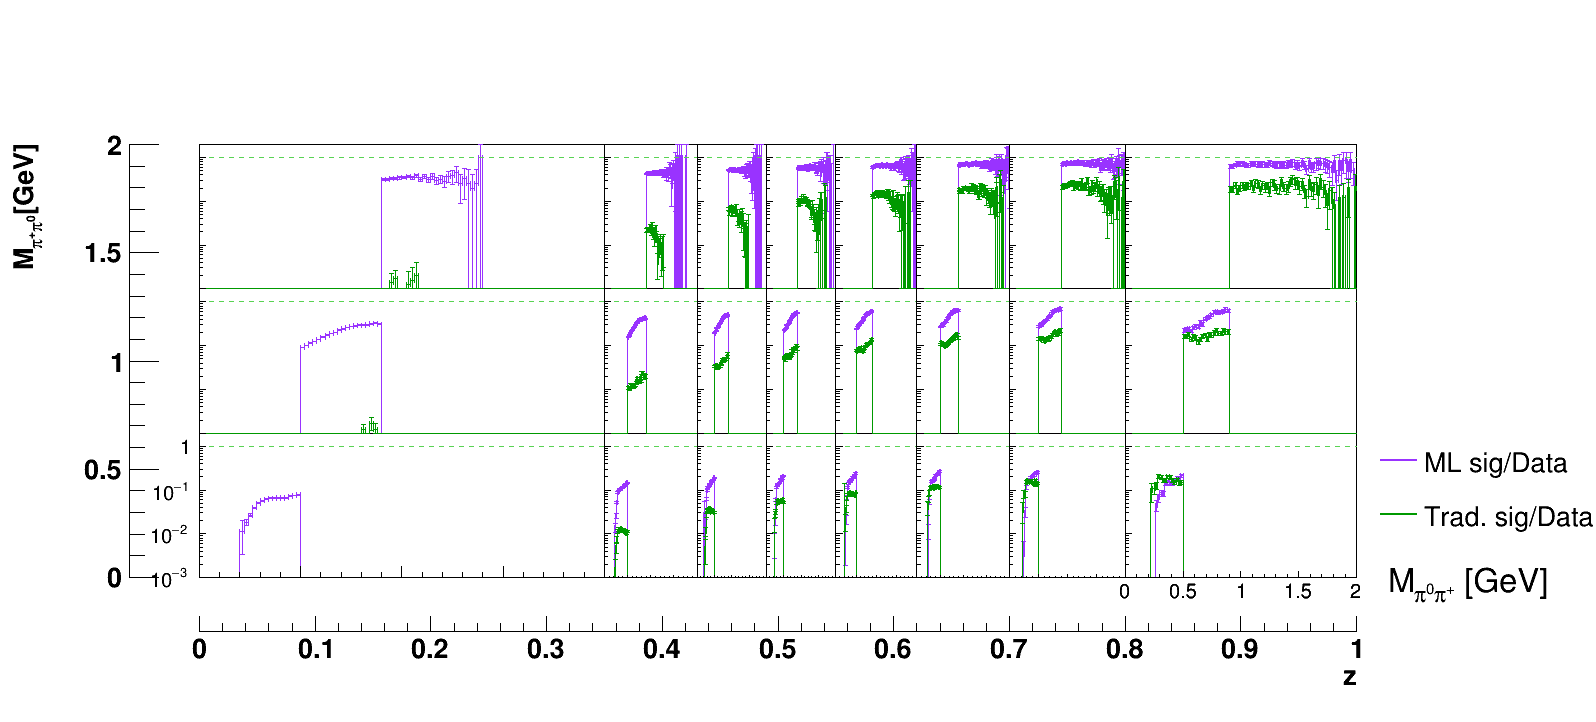 M_{π⁺π⁰}[GeV]
2
1.5
1
0.5
0
1
10⁻¹
10⁻²
10⁻³
ML sig/Data
Trad. sig/Data
0 0.5 1 1.5 2
M_{π⁰π⁺} [GeV]
0 0.1 0.2 0.3 0.4 0.5 0.6 0.7 0.8 0.9 1
z